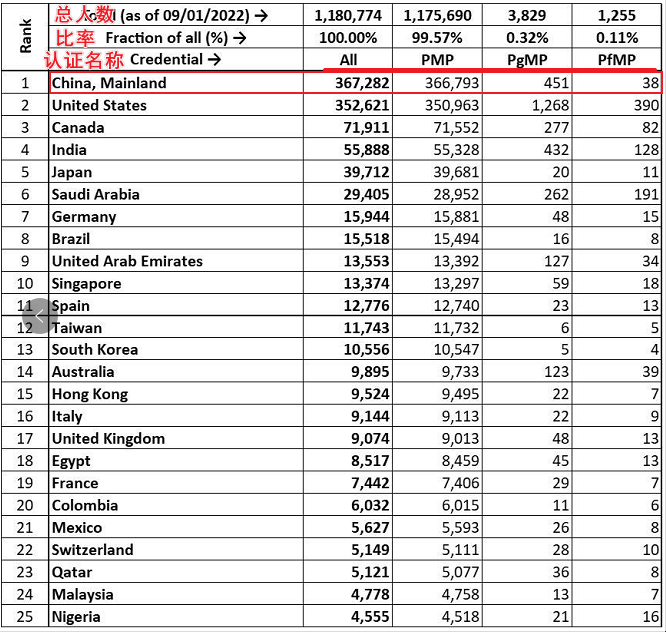 Rank 总人数 (as of 09/01/2022) → 1,180,774 1,175,690 3,829 1,255
比率 Fraction of all (%) → 100.00% 99.57% 0.32% 0.11%
认证名称 Credential → All PMP PgMP PfMP
1 China, Mainland 367,282 366,793 451 38
2 United States 352,621 350,963 1,268 390
3 Canada 71,911 71,552 277 82
4 India 55,888 55,328 432 128
5 Japan 39,712 39,681 20 11
6 Saudi Arabia 29,405 28,952 262 191
7 Germany 15,944 15,881 48 15
8 Brazil 15,518 15,494 16 8
9 United Arab Emirates 13,553 13,392 127 34
10 Singapore 13,374 13,297 59 18
11 Spain 12,776 12,740 23 13
12 Taiwan 11,743 11,732 6 5
13 South Korea 10,556 10,547 5 4
14 Australia 9,895 9,733 123 39
15 Hong Kong 9,524 9,495 22 7
16 Italy 9,144 9,113 22 9
17 United Kingdom 9,074 9,013 48 13
18 Egypt 8,517 8,459 45 13
19 France 7,442 7,406 29 7
20 Colombia 6,032 6,015 11 6
21 Mexico 5,627 5,593 26 8
22 Switzerland 5,149 5,111 28 10
23 Qatar 5,121 5,077 36 8
24 Malaysia 4,778 4,758 13 7
25 Nigeria 4,555 4,518 21 16